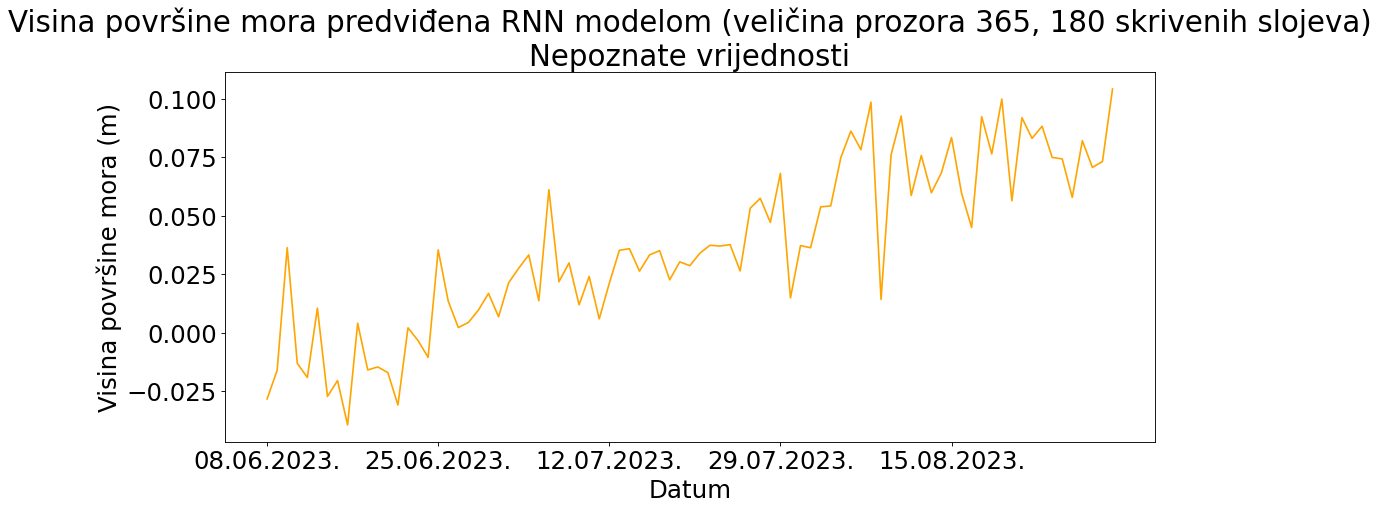 Visina površine mora predviđena RNN modelom (veličina prozora 365, 180 skrivenih slojeva)
Nepoznate vrijednosti
Visina površine mora (m)
0.100
0.075
0.050
0.025
0.000
−0.025
08.06.2023. 25.06.2023. 12.07.2023. 29.07.2023. 15.08.2023.
Datum